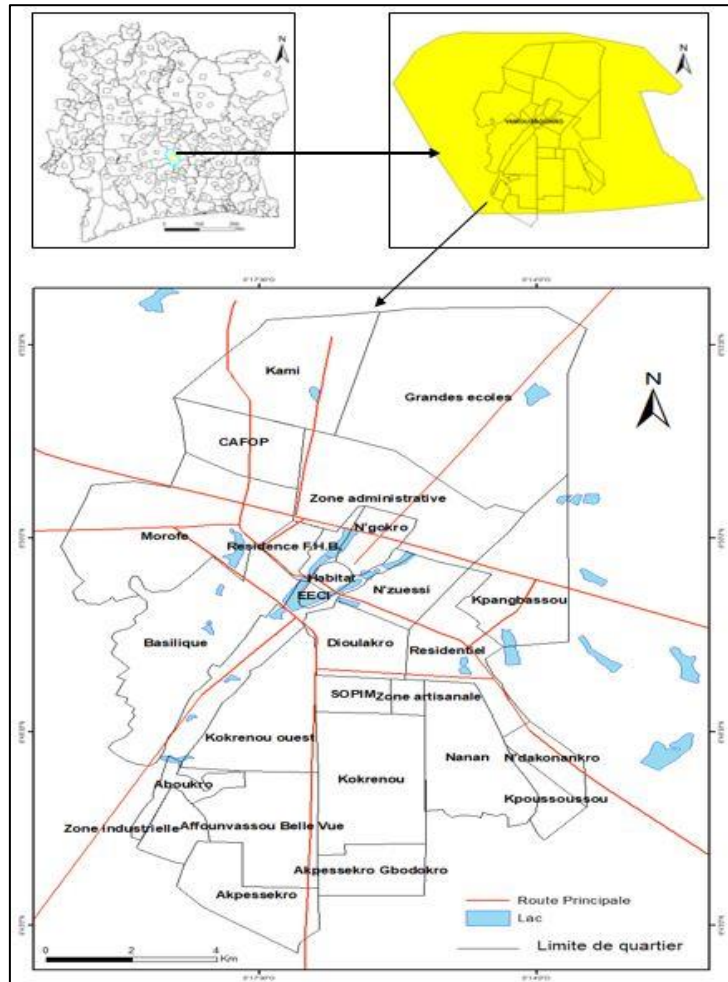 N
N
N
Kami
Grandes ecoles
CAFOP
Zone administrative
N'gokro
Morofe
Residence F.H.B.
Habitat
EECI
N'zuessi
Kpangbassou
Basilique
Dioulakro
Residentiel
SOPIM
Zone artisanale
Kokrenou ouest
Nanan
N'dakonankro
Kokrenou
Aboukro
Kpoussoussou
Zone industrielle
Affounvassou Belle Vue
Akpessekro Gbodokro
Akpessekro
Route Principale
Lac
Limite de quartier
0 2 4
Km